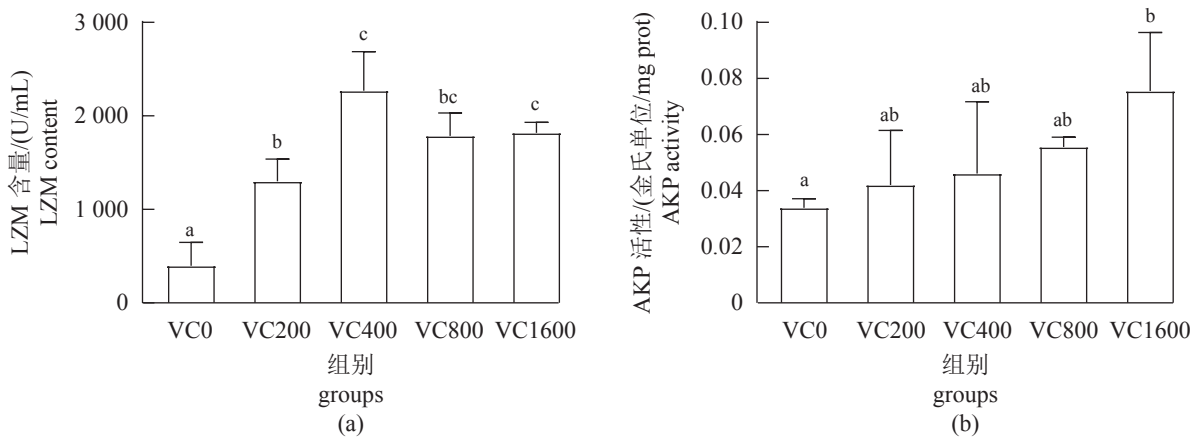 LZM 含量/(U/mL)
LZM content
3 000
2 000
1 000
0
a
b
c
bc
c
VC0 VC200 VC400 VC800 VC1600
组别
groups
(a)
AKP 活性/(金氏单位/mg prot)
AKP activity
0.10
0.08
0.06
0.04
0.02
0
a
ab
ab
ab
b
VC0 VC200 VC400 VC800 VC1600
组别
groups
(b)